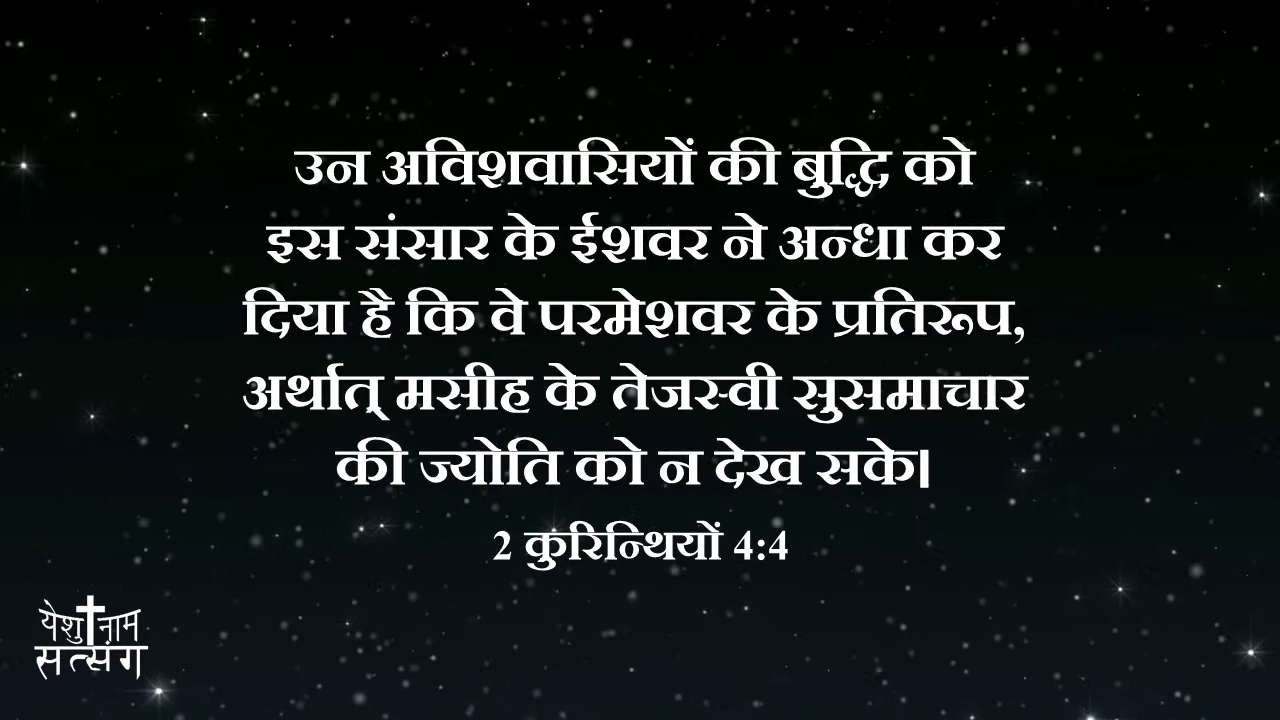 उन अविशवासियों की बुद्धि को
इस संसार के ईशवर ने अन्धा कर
दिया है कि वे परमेशवर के प्रतिरूप,
अर्थात् मसीह के तेजस्वी सुसमाचार
की ज्योति को न देख सके।
2 कुरिन्थियों 4:4
येशु नाम
सत्संग